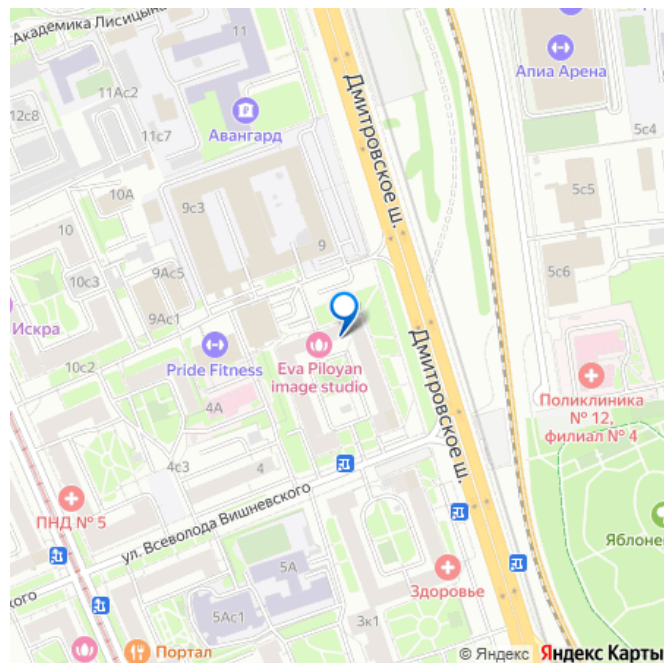 Академика Лисицына
11
11Ас2
12с8
11с7
Авангард
Дмитровское ш.
Апиа Арена
5с4
10А
9с3
5с5
10
9
9Ас5
10с3
5с6
9Ас1
Искра
10с2
Pride Fitness
Eva Piloyan
image studio
Дмитровское ш.
Поликлиника
№ 12,
филиал № 4
4А
4с3
4
ПНД № 5
ул. Всеволода Вишневского
Яблонев
5А
Здоровье
ского
5Ас1
3к1
Портал
© Яндекс Яндекс Карты